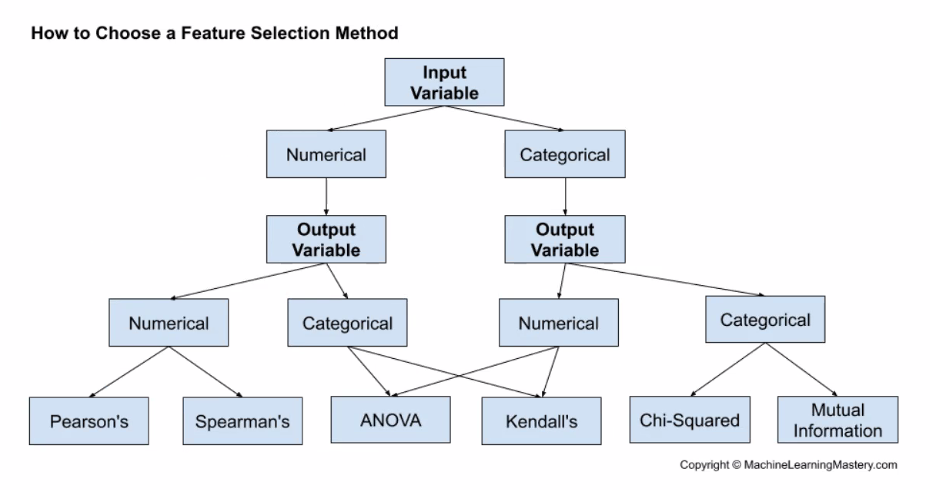 How to Choose a Feature Selection Method
Input
Variable
Numerical
Categorical
Output
Variable
Output
Variable
Numerical
Categorical
Numerical
Categorical
Pearson's
Spearman's
ANOVA
Kendall's
Chi-Squared
Mutual
Information
Copyright © MachineLearningMastery.com